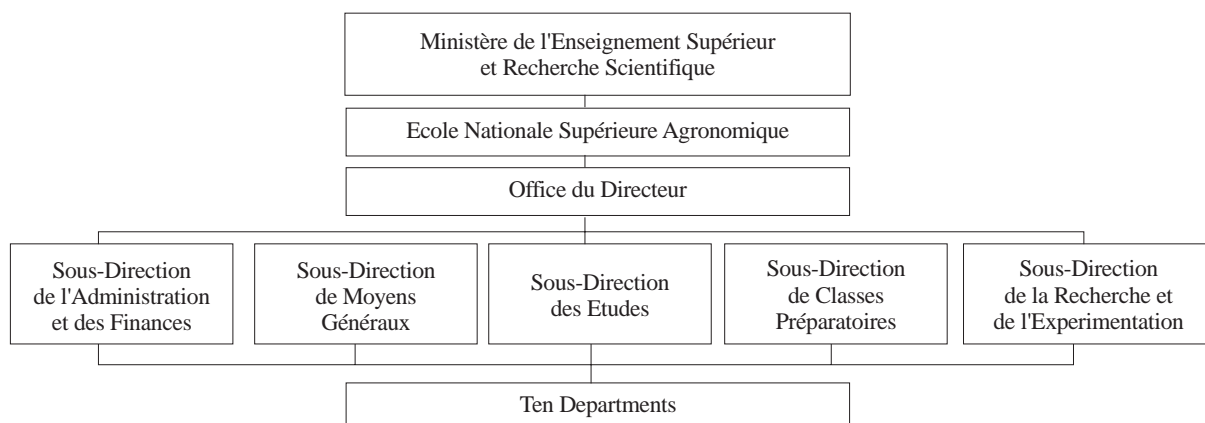 Ministère de l'Enseignement Supérieur
et Recherche Scientifique
Ecole Nationale Supérieure Agronomique
Office du Directeur
Sous-Direction
de l'Administration
et des Finances
Sous-Direction
de Moyens
Généraux
Sous-Direction
des Etudes
Sous-Direction
de Classes
Préparatoires
Sous-Direction
de la Recherche et
de l'Experimentation
Ten Departments